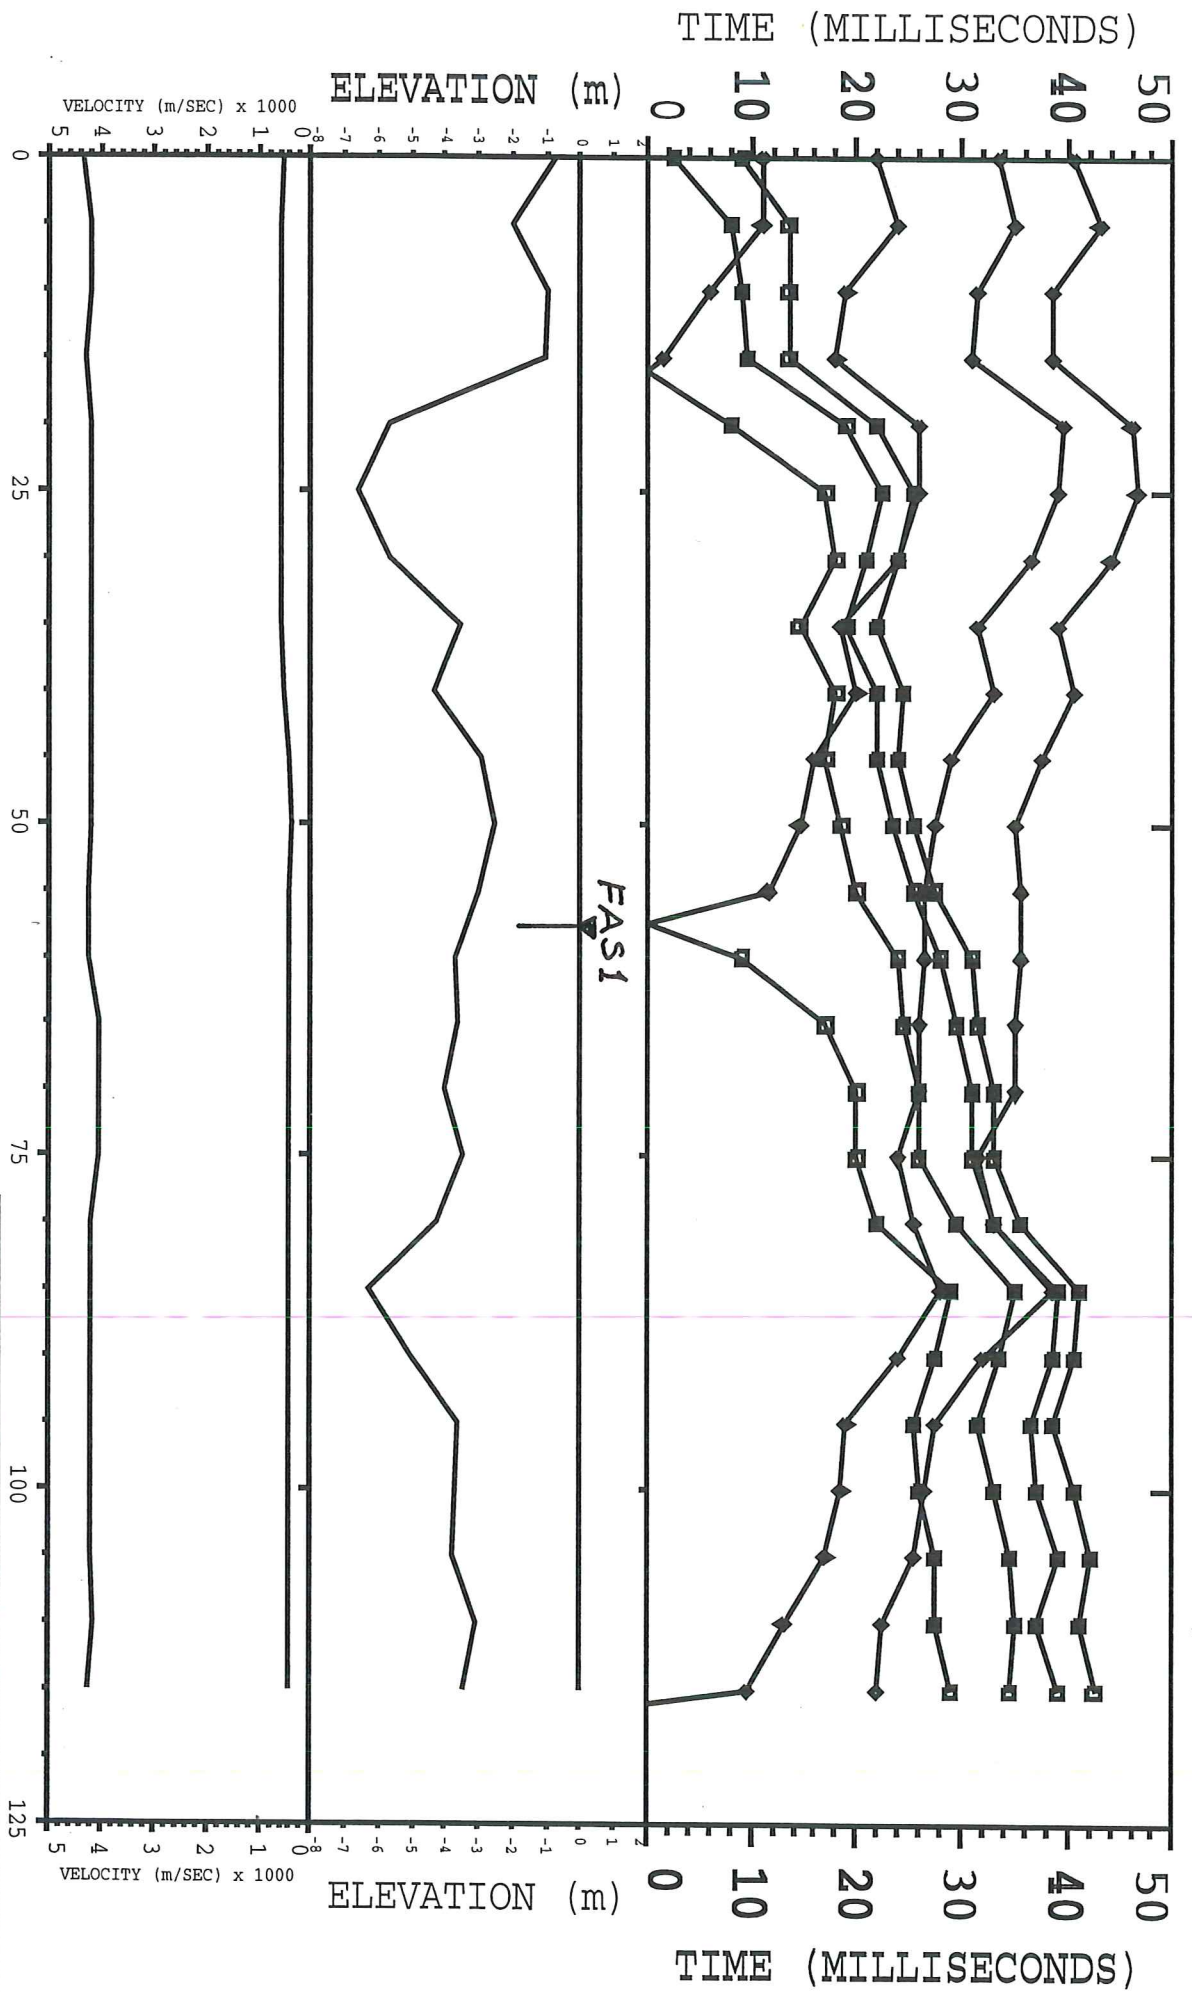 TIME (MILLISECONDS)
0 10 20 30 40 50
ELEVATION (m)
-8 -7 -6 -5 -4 -3 -2 -1 0 1 2
VELOCITY (m/SEC) x 1000
5 4 3 2 1 0
0 25 50 75 100 125
FAS1
0 10 20 30 40 50
TIME (MILLISECONDS)
-8 -7 -6 -5 -4 -3 -2 -1 0 1 2
ELEVATION (m)
5 4 3 2 1 0
VELOCITY (m/SEC) x 1000